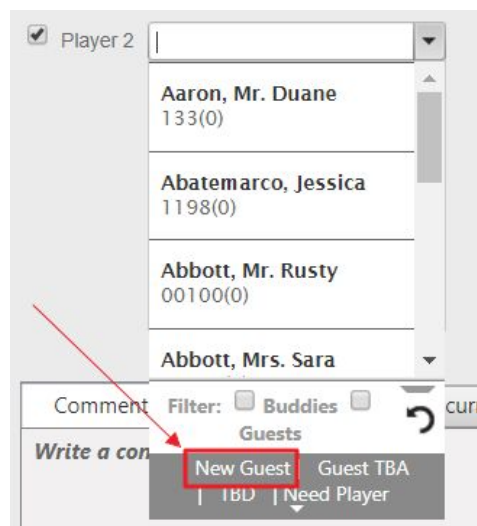 Player 2
Aaron, Mr. Duane
133(0)
Abatemarco, Jessica
1198(0)
Abbott, Mr. Rusty
00100(0)
Abbott, Mrs. Sara
Comment Filter: Buddies curr
Guests
Write a con New Guest Guest TBA
| TBD | Need Player